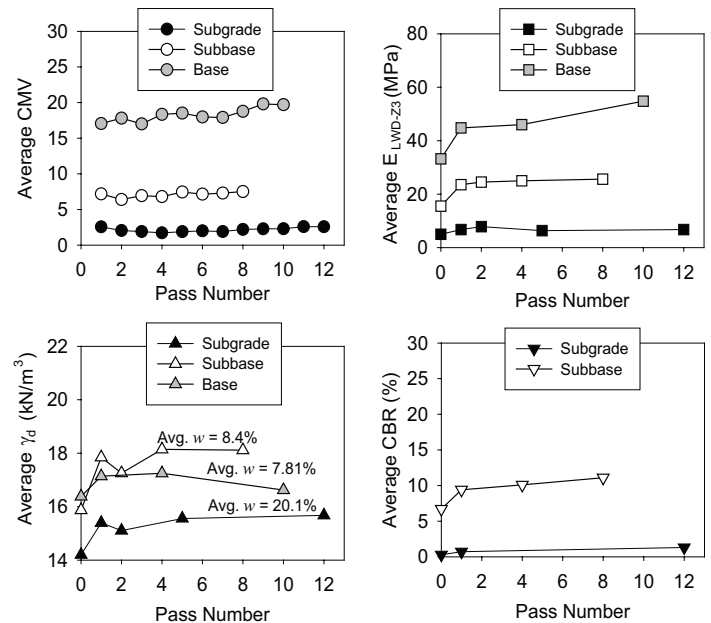 Average CMV
30
25
20
15
10
5
0
Subgrade
Subbase
Base
0 2 4 6 8 10 12
Pass Number
Average E_LWD-Z3 (MPa)
80
60
40
20
0
Subgrade
Subbase
Base
0 2 4 6 8 10 12
Pass Number
Average γ_d (kN/m³)
22
20
18
16
14
Subgrade
Subbase
Base
Avg. w = 8.4%
Avg. w = 7.81%
Avg. w = 20.1%
0 2 4 6 8 10 12
Pass Number
Average CBR (%)
30
25
20
15
10
5
0
Subgrade
Subbase
0 2 4 6 8 10 12
Pass Number